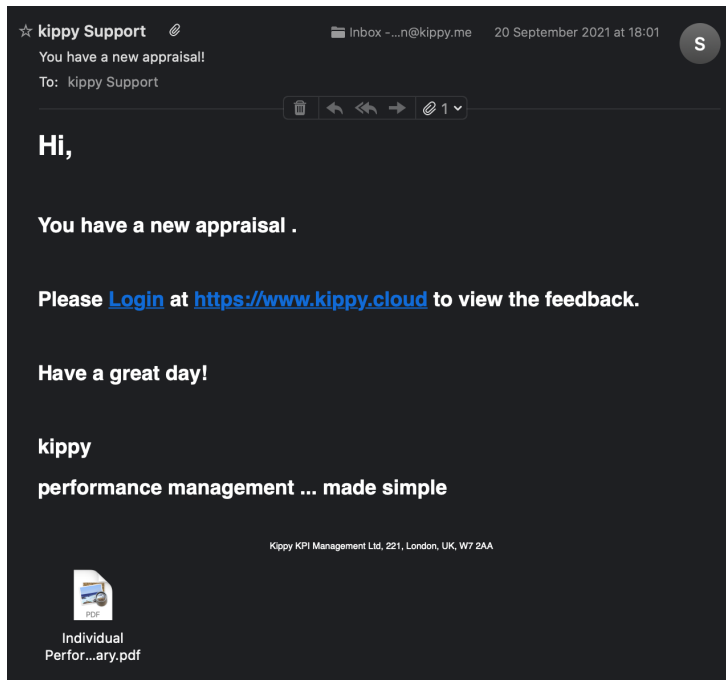 kippy Support
Inbox -...n@kippy.me
20 September 2021 at 18:01
S
You have a new appraisal!
To: kippy Support
1
Hi,
You have a new appraisal .
Please Login at https://www.kippy.cloud to view the feedback.
Have a great day!
kippy
performance management ... made simple
Kippy KPI Management Ltd, 221, London, UK, W7 2AA
PDF
Individual
Perfor...ary.pdf